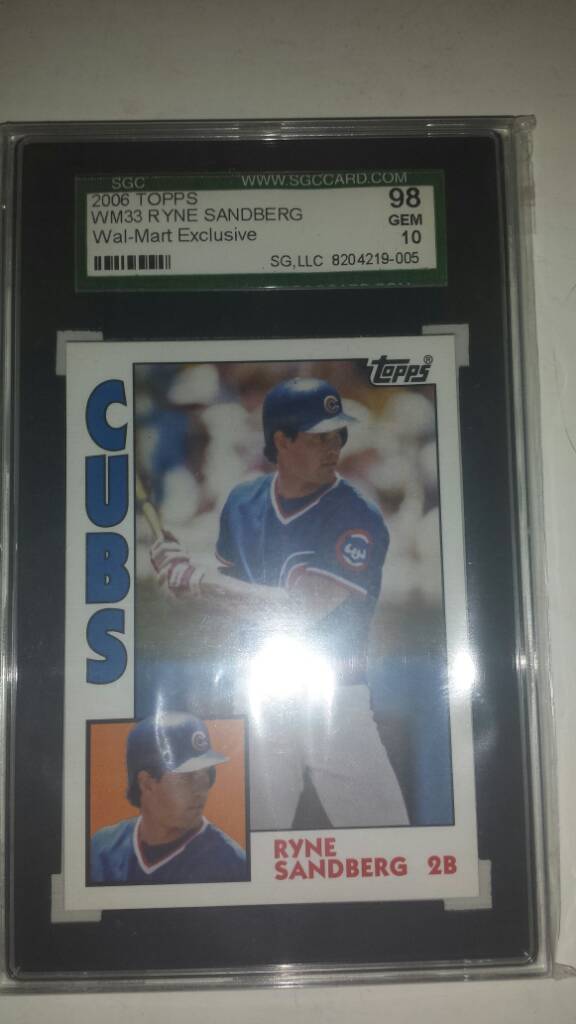 SGC WWW.SGCCARD.COM
2006 TOPPS 98
WM33 RYNE SANDBERG GEM
Wal-Mart Exclusive 10
SG,LLC 8204219-005
Topps®
CUBS
C
RYNE
SANDBERG 2B